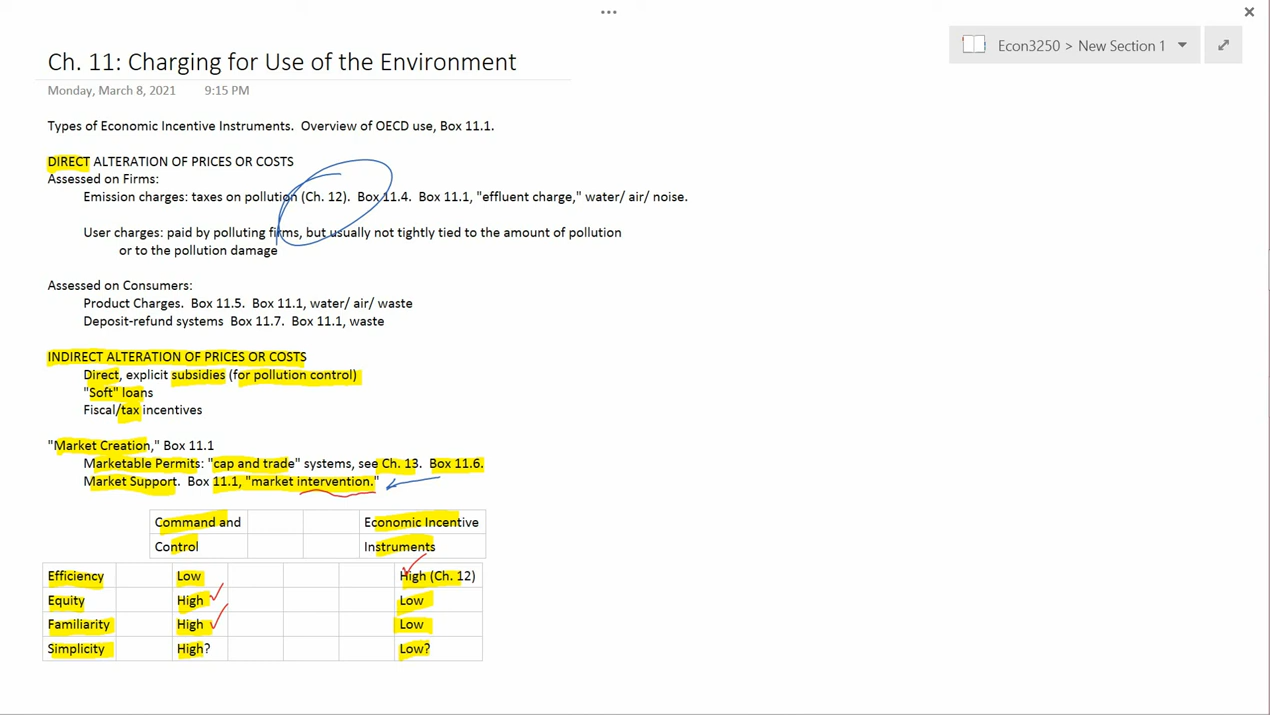 Econ3250 > New Section 1
Ch. 11: Charging for Use of the Environment
Monday, March 8, 2021 9:15 PM
Types of Economic Incentive Instruments. Overview of OECD use, Box 11.1.
DIRECT ALTERATION OF PRICES OR COSTS
Assessed on Firms:
Emission charges: taxes on pollution (Ch. 12). Box 11.4. Box 11.1, "effluent charge," water/ air/ noise.
User charges: paid by polluting firms, but usually not tightly tied to the amount of pollution
or to the pollution damage
Assessed on Consumers:
Product Charges. Box 11.5. Box 11.1, water/ air/ waste
Deposit-refund systems Box 11.7. Box 11.1, waste
INDIRECT ALTERATION OF PRICES OR COSTS
Direct, explicit subsidies (for pollution control)
"Soft" loans
Fiscal/tax incentives
"Market Creation," Box 11.1
Marketable Permits: "cap and trade" systems, see Ch. 13. Box 11.6.
Market Support. Box 11.1, "market intervention."
Command and Economic Incentive
Control Instruments
Efficiency Low High (Ch. 12)
Equity High Low
Familiarity High Low
Simplicity High? Low?